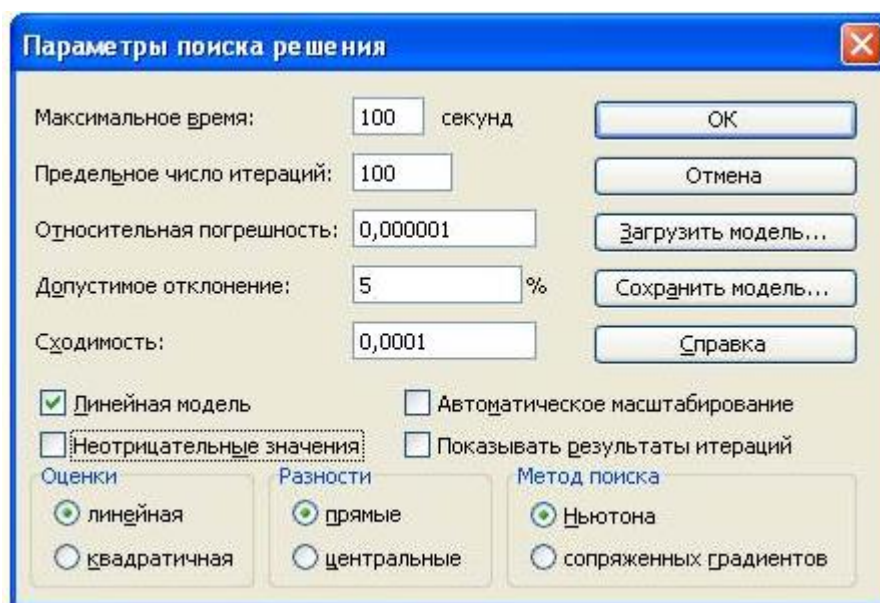 Параметры поиска решения
Максимальное время: 100 секунд ОК
Предельное число итераций: 100 Отмена
Относительная погрешность: 0,000001 Загрузить модель...
Допустимое отклонение: 5 % Сохранить модель...
Сходимость: 0,0001 Справка
Линейная модель Автоматическое масштабирование
Неотрицательные значения Показывать результаты итераций
Оценки Разности Метод поиска
линейная прямые Ньютона
квадратичная центральные сопряженных градиентов